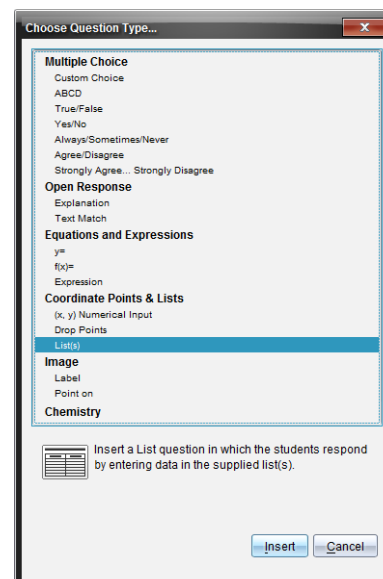 Choose Question Type...
Multiple Choice
Custom Choice
ABCD
True/False
Yes/No
Always/Sometimes/Never
Agree/Disagree
Strongly Agree... Strongly Disagree
Open Response
Explanation
Text Match
Equations and Expressions
y=
f(x)=
Expression
Coordinate Points & Lists
(x, y) Numerical Input
Drop Points
List(s)
Image
Label
Point on
Chemistry
Insert a List question in which the students respond
by entering data in the supplied list(s).
Insert Cancel